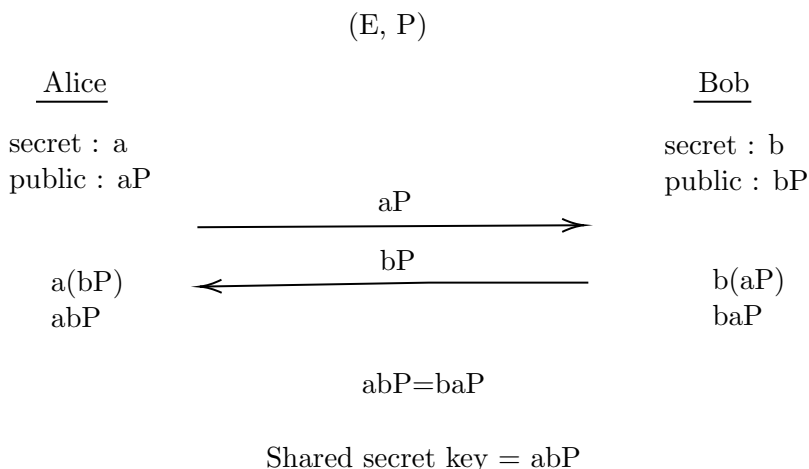 (E, P)
Alice
Bob
secret : a
public : aP
secret : b
public : bP
aP
bP
a(bP)
abP
b(aP)
baP
abP=baP
Shared secret key = abP